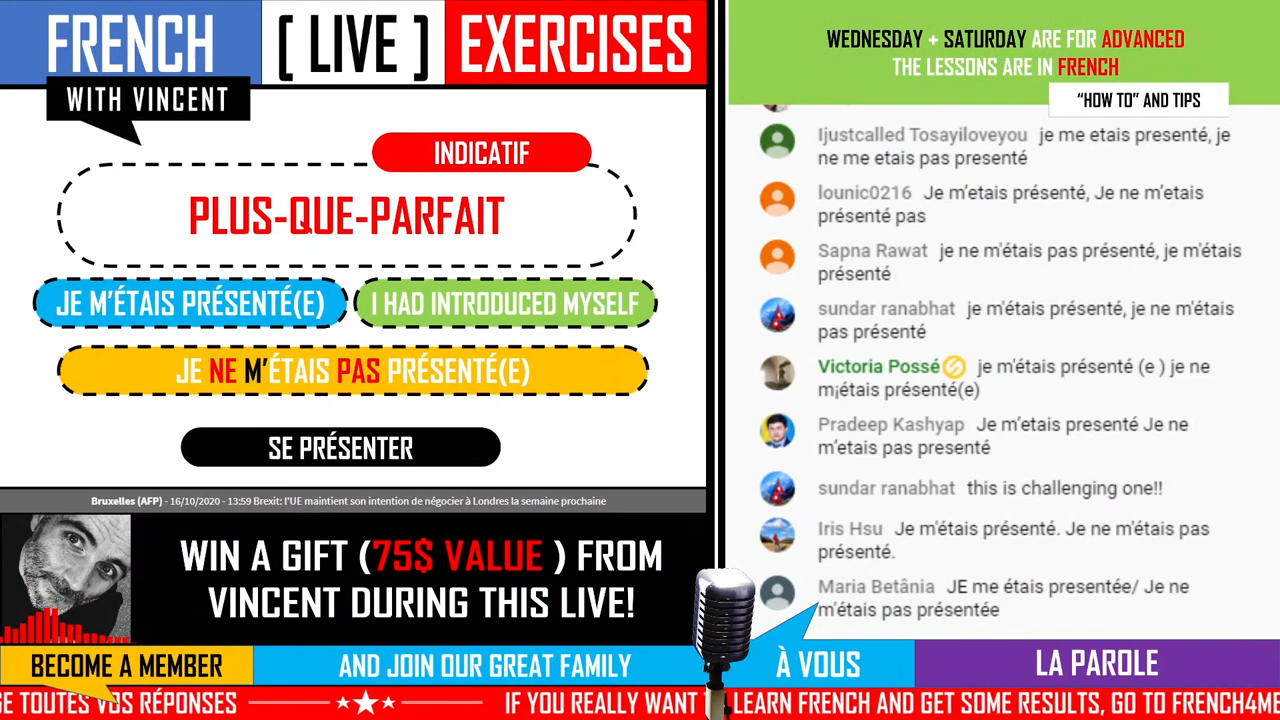 FRENCH [ LIVE ] EXERCISES
WITH VINCENT
INDICATIF
PLUS-QUE-PARFAIT
JE M'ÉTAIS PRÉSENTÉ(E)
I HAD INTRODUCED MYSELF
JE NE M'ÉTAIS PAS PRÉSENTÉ(E)
SE PRÉSENTER
Bruxelles (AFP) - 16/10/2020 - 13:59 Brexit: l'UE maintient son intention de négocier à Londres la semaine prochaine
WIN A GIFT (75$ VALUE ) FROM
VINCENT DURING THIS LIVE!
BECOME A MEMBER
AND JOIN OUR GREAT FAMILY
WEDNESDAY + SATURDAY ARE FOR ADVANCED
THE LESSONS ARE IN FRENCH
“HOW TO” AND TIPS
Ijustcalled Tosayiloveyou je me etais presenté, je
ne me etais pas presenté
lounic0216 Je m’etais présenté, Je ne m’etais
présenté pas
Sapna Rawat je ne m'étais pas présenté, je m'étais
présenté
sundar ranabhat je m'étais présenté, je ne m'étais
pas présenté
Victoria Possé je m'étais présenté (e ) je ne
m¡étais présenté(e)
Pradeep Kashyap Je m’etais presenté Je ne
m’etais pas presenté
sundar ranabhat this is challenging one!!
Iris Hsu Je m'étais présenté. Je ne m'étais pas
présenté.
Maria Betânia JE me étais presentée/ Je ne
m'étais pas présentée
À VOUS
LA PAROLE
GE TOUTES VOS RÉPONSES IF YOU REALLY WANT LEARN FRENCH AND GET SOME RESULTS, GO TO FRENCH4ME